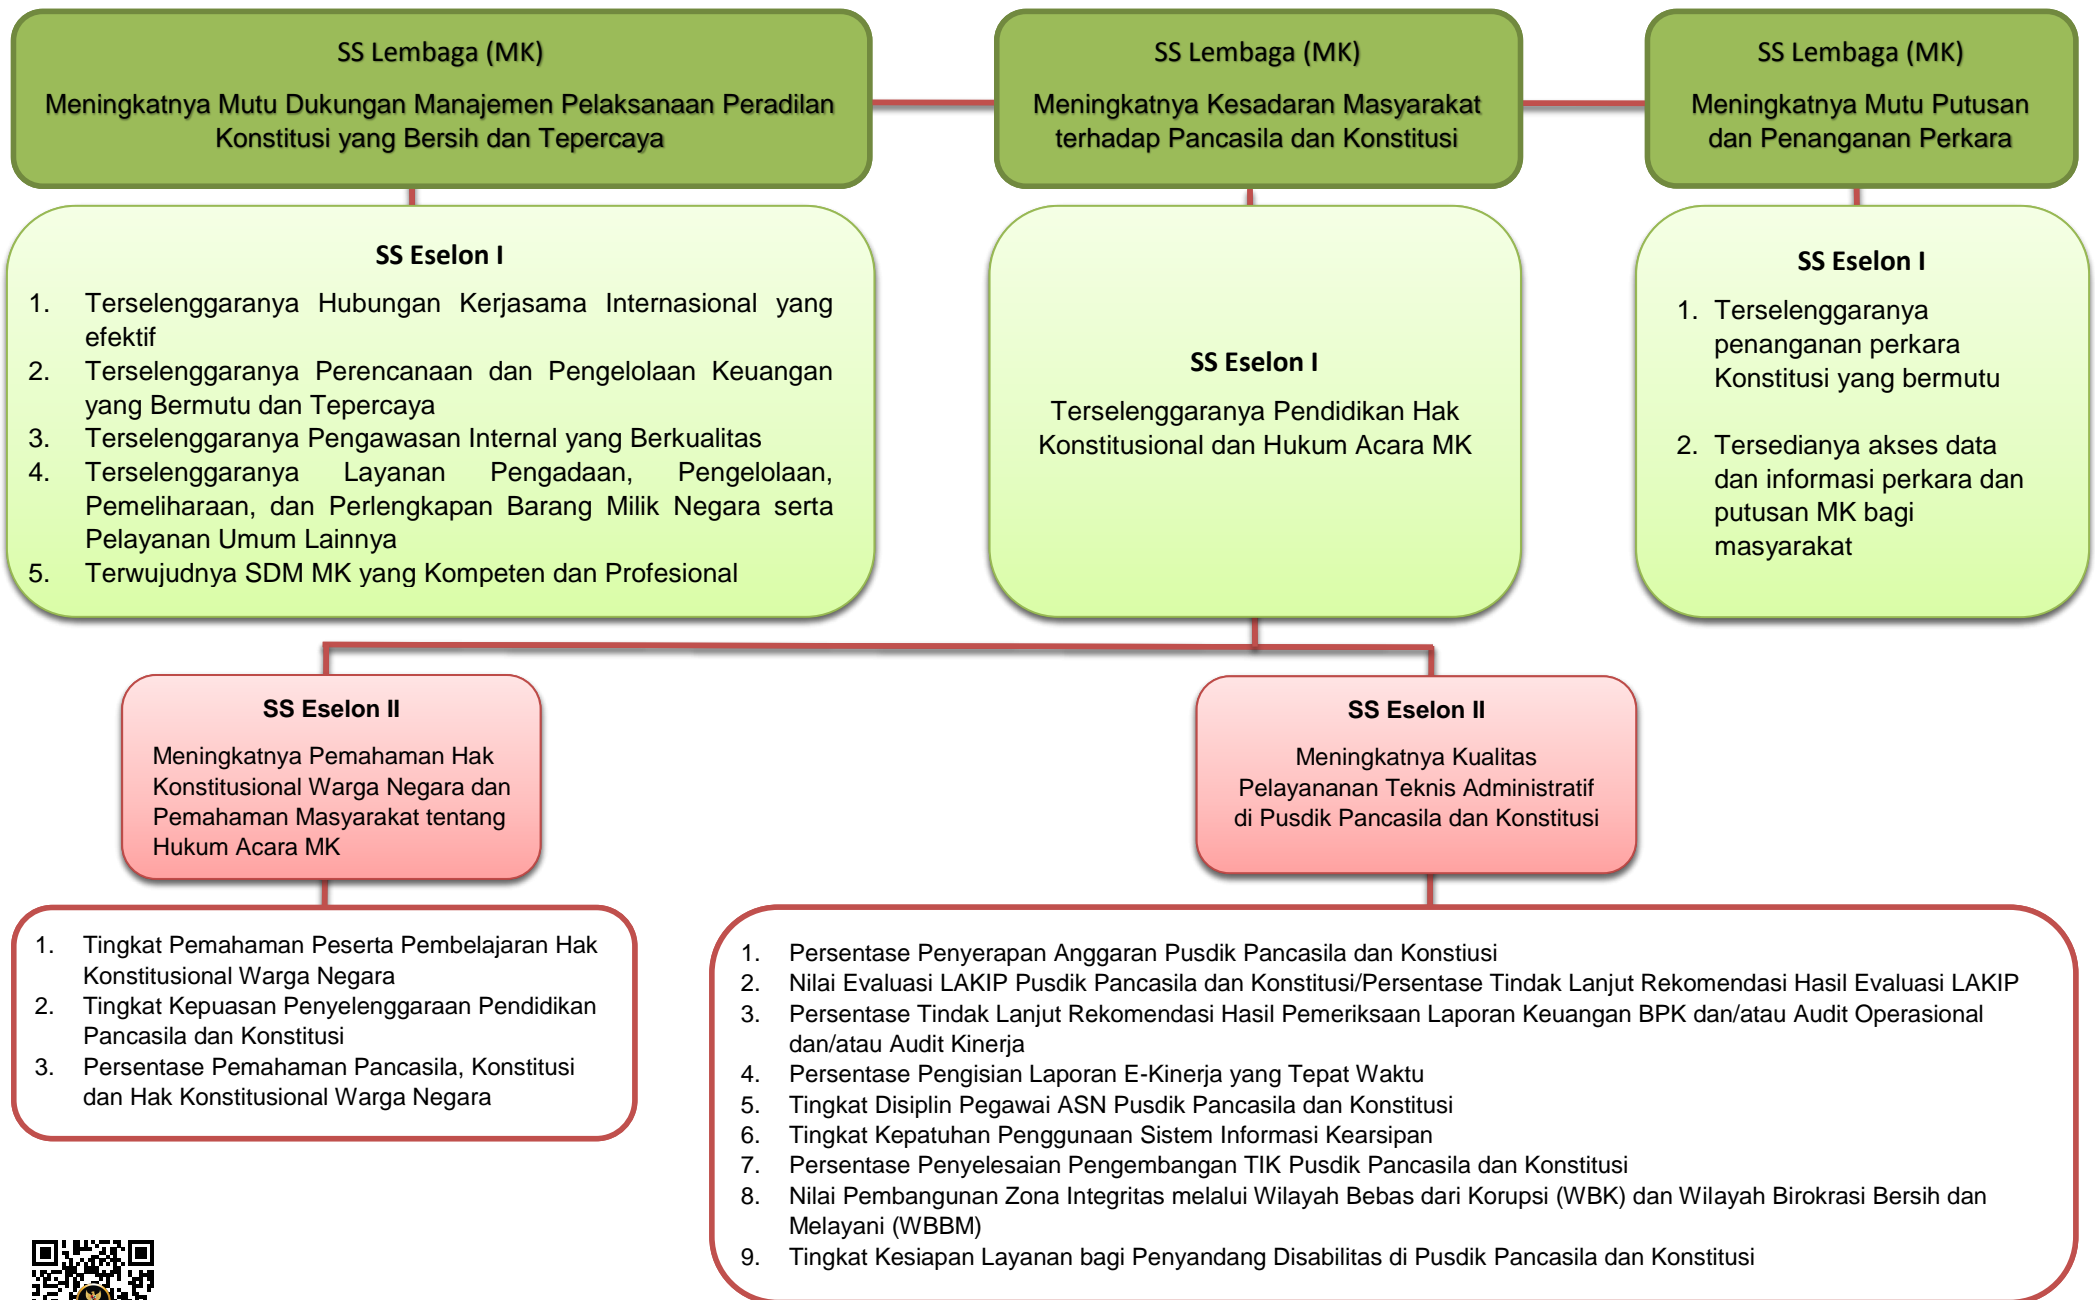 SS Lembaga (MK)
Meningkatnya Mutu Dukungan Manajemen Pelaksanaan Peradilan
Konstitusi yang Bersih dan Tepercaya
SS Lembaga (MK)
Meningkatnya Kesadaran Masyarakat
terhadap Pancasila dan Konstitusi
SS Lembaga (MK)
Meningkatnya Mutu Putusan
dan Penanganan Perkara
SS Eselon I
1. Terselenggaranya Hubungan Kerjasama Internasional yang
efektif
2. Terselenggaranya Perencanaan dan Pengelolaan Keuangan
yang Bermutu dan Tepercaya
3. Terselenggaranya Pengawasan Internal yang Berkualitas
4. Terselenggaranya Layanan Pengadaan, Pengelolaan,
Pemeliharaan, dan Perlengkapan Barang Milik Negara serta
Pelayanan Umum Lainnya
5. Terwujudnya SDM MK yang Kompeten dan Profesional
SS Eselon I
Terselenggaranya Pendidikan Hak
Konstitusional dan Hukum Acara MK
SS Eselon I
1. Terselenggaranya
penanganan perkara
Konstitusi yang bermutu
2. Tersedianya akses data
dan informasi perkara dan
putusan MK bagi
masyarakat
SS Eselon II
Meningkatnya Pemahaman Hak
Konstitusional Warga Negara dan
Pemahaman Masyarakat tentang
Hukum Acara MK
SS Eselon II
Meningkatnya Kualitas
Pelayananan Teknis Administratif
di Pusdik Pancasila dan Konstitusi
1. Tingkat Pemahaman Peserta Pembelajaran Hak
Konstitusional Warga Negara
2. Tingkat Kepuasan Penyelenggaraan Pendidikan
Pancasila dan Konstitusi
3. Persentase Pemahaman Pancasila, Konstitusi
dan Hak Konstitusional Warga Negara
1. Persentase Penyerapan Anggaran Pusdik Pancasila dan Konstiusi
2. Nilai Evaluasi LAKIP Pusdik Pancasila dan Konstitusi/Persentase Tindak Lanjut Rekomendasi Hasil Evaluasi LAKIP
3. Persentase Tindak Lanjut Rekomendasi Hasil Pemeriksaan Laporan Keuangan BPK dan/atau Audit Operasional
dan/atau Audit Kinerja
4. Persentase Pengisian Laporan E-Kinerja yang Tepat Waktu
5. Tingkat Disiplin Pegawai ASN Pusdik Pancasila dan Konstitusi
6. Tingkat Kepatuhan Penggunaan Sistem Informasi Kearsipan
7. Persentase Penyelesaian Pengembangan TIK Pusdik Pancasila dan Konstitusi
8. Nilai Pembangunan Zona Integritas melalui Wilayah Bebas dari Korupsi (WBK) dan Wilayah Birokrasi Bersih dan
Melayani (WBBM)
9. Tingkat Kesiapan Layanan bagi Penyandang Disabilitas di Pusdik Pancasila dan Konstitusi